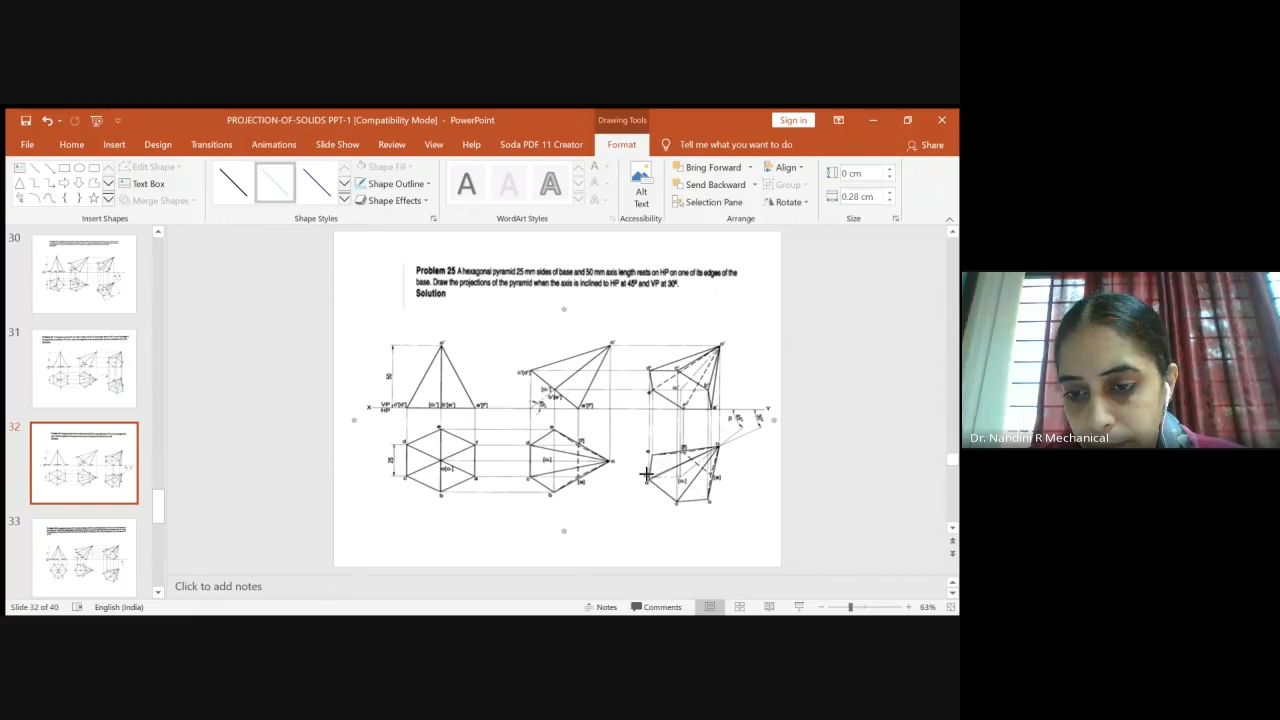 PROJECTION-OF-SOLIDS PPT-1 [Compatibility Mode] - PowerPoint
Drawing Tools
Sign in
File Home Insert Design Transitions Animations Slide Show Review View Help Soda PDF 11 Creator Format Tell me what you want to do Share
Edit Shape
Text Box
Merge Shapes
Insert Shapes
Shape Styles
Shape Fill
Shape Outline
Shape Effects
A A A
WordArt Styles
Alt
Text
Accessibility
Bring Forward
Send Backward
Selection Pane
Align
Group
Rotate
Arrange
0 cm
0.28 cm
Size
30
31
32
33
Problem 25 A hexagonal pyramid 25 mm sides of base and 50 mm axis length rests on HP on one of its edges of the
base. Draw the projections of the pyramid when the axis is inclined to HP at 45º and VP at 30º.
Solution
50
X
VP
HP
Y
25
Click to add notes
Slide 32 of 40
English (India)
Notes
Comments
63%
Dr. Nandini R Mechanical